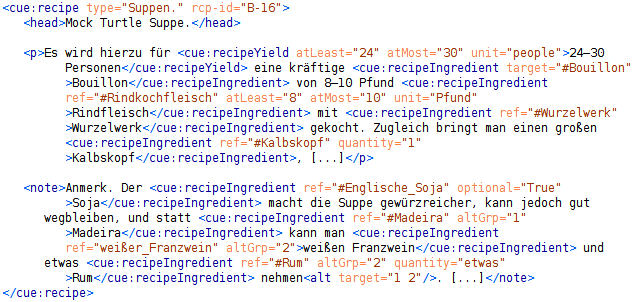 <cue:recipe type="Suppen." rcp-id="B-16">
<head>Mock Turtle Suppe.</head>
<p>Es wird hierzu für <cue:recipeYield atLeast="24" atMost="30" unit="people">24—30
Personen</cue:recipeYield> eine kräftige <cue:recipeIngredient target="#Bouillon"
>Bouillon</cue:recipeIngredient> von 8—10 Pfund <cue:recipeIngredient
ref="#Rindkochfleisch" atLeast="8" atMost="10" unit="Pfund"
>Rindfleisch</cue:recipeIngredient> mit <cue:recipeIngredient ref="#Wurzelwerk"
>Wurzelwerk</cue:recipeIngredient> gekocht. Zugleich bringt man einen großen
<cue:recipeIngredient ref="#Kalbskopf" quantity="1"
>Kalbskopf</cue:recipeIngredient>, [...]</p>
<note>Anmerk. Der <cue:recipeIngredient ref="#Englische_Soja" optional="True"
>Soja</cue:recipeIngredient> macht die Suppe gewürzreicher, kann jedoch gut
wegbleiben, und statt <cue:recipeIngredient ref="#Madeira" altGrp="1"
>Madeira</cue:recipeIngredient> kann man <cue:recipeIngredient
ref="weißer_Franzwein" altGrp="2">weißen Franzwein</cue:recipeIngredient> und
etwas <cue:recipeIngredient ref="#Rum" altGrp="2" quantity="etwas"
>Rum</cue:recipeIngredient> nehmen<alt target="1 2"/>. [...]</note>
</cue:recipe>